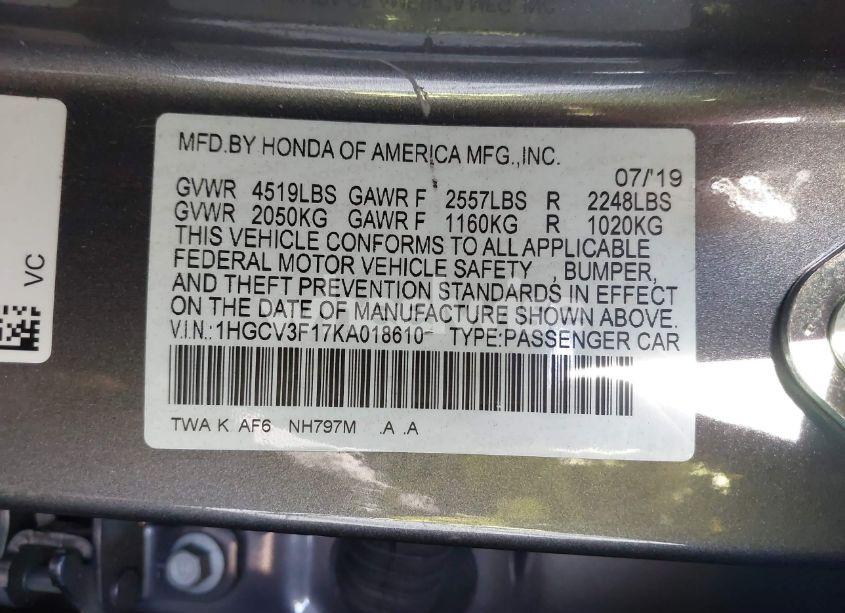 MFD.BY HONDA OF AMERICA MFG.,INC.
07/'19
GVWR 4519LBS GAWR F 2557LBS R 2248LBS
GVWR 2050KG GAWR F 1160KG R 1020KG
THIS VEHICLE CONFORMS TO ALL APPLICABLE
FEDERAL MOTOR VEHICLE SAFETY , BUMPER,
AND THEFT PREVENTION STANDARDS IN EFFECT
ON THE DATE OF MANUFACTURE SHOWN ABOVE.
V.I.N.:1HGCV3F17KA018610 TYPE:PASSENGER CAR
TWA K AF6 NH797M .A .A
VC